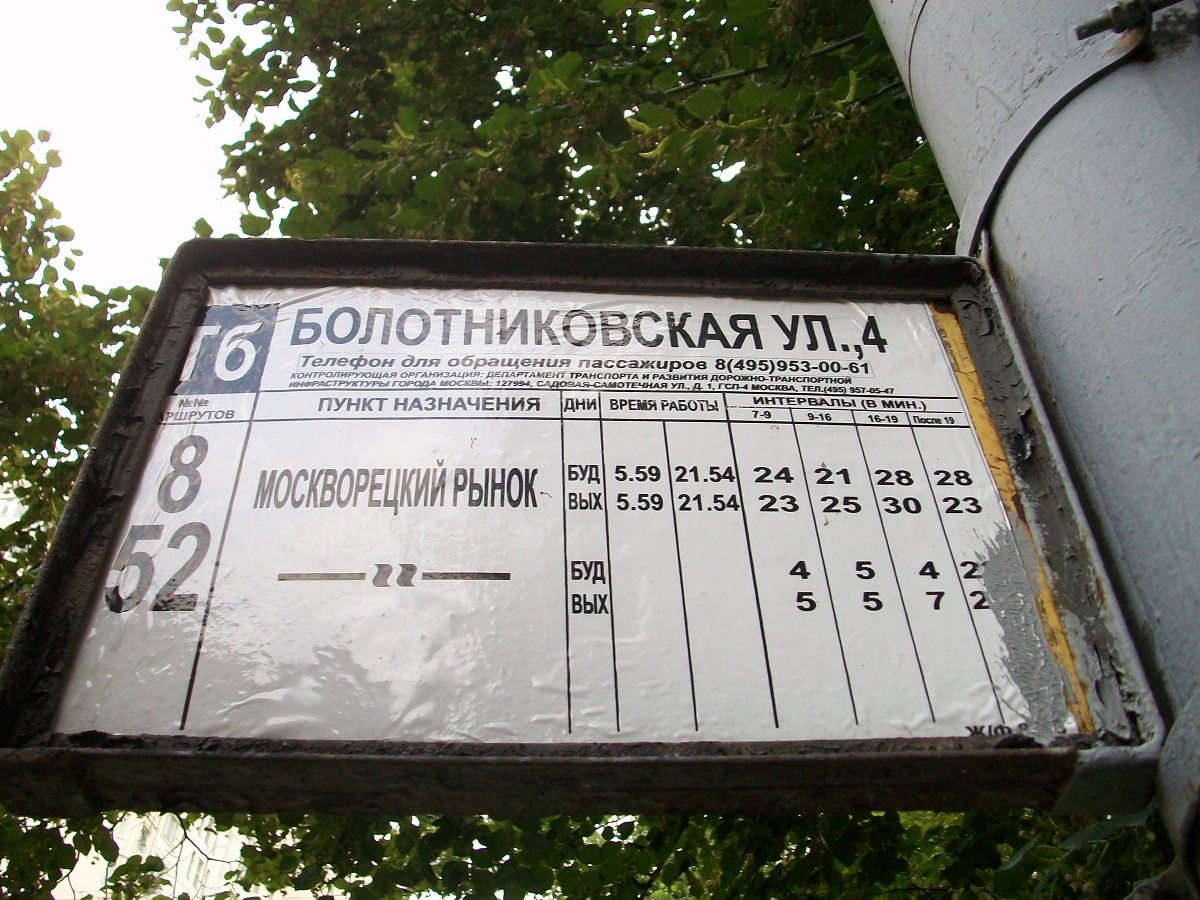 Тб БОЛОТНИКОВСКАЯ УЛ.,4
Телефон для обращения пассажиров 8(495)953-00-61
КОНТРОЛИРУЮЩАЯ ОРГАНИЗАЦИЯ: ДЕПАРТАМЕНТ ТРАНСПОРТА И РАЗВИТИЯ ДОРОЖНО-ТРАНСПОРТНОЙ
ИНФРАСТРУКТУРЫ ГОРОДА МОСКВЫ: 127994, САДОВАЯ-САМОТЕЧНАЯ УЛ., Д. 1, ГСП-4 МОСКВА, ТЕЛ.(495) 957-05-47
№№ РШРУТОВ ПУНКТ НАЗНАЧЕНИЯ ДНИ ВРЕМЯ РАБОТЫ ИНТЕРВАЛЫ (В МИН.)
7-9 9-16 16-19 После 19
8 МОСКВОРЕЦКИЙ РЫНОК БУД 5.59 21.54 24 21 28 28
ВЫХ 5.59 21.54 23 25 30 23
52 —〃— БУД 4 5 4 2
ВЫХ 5 5 7 2